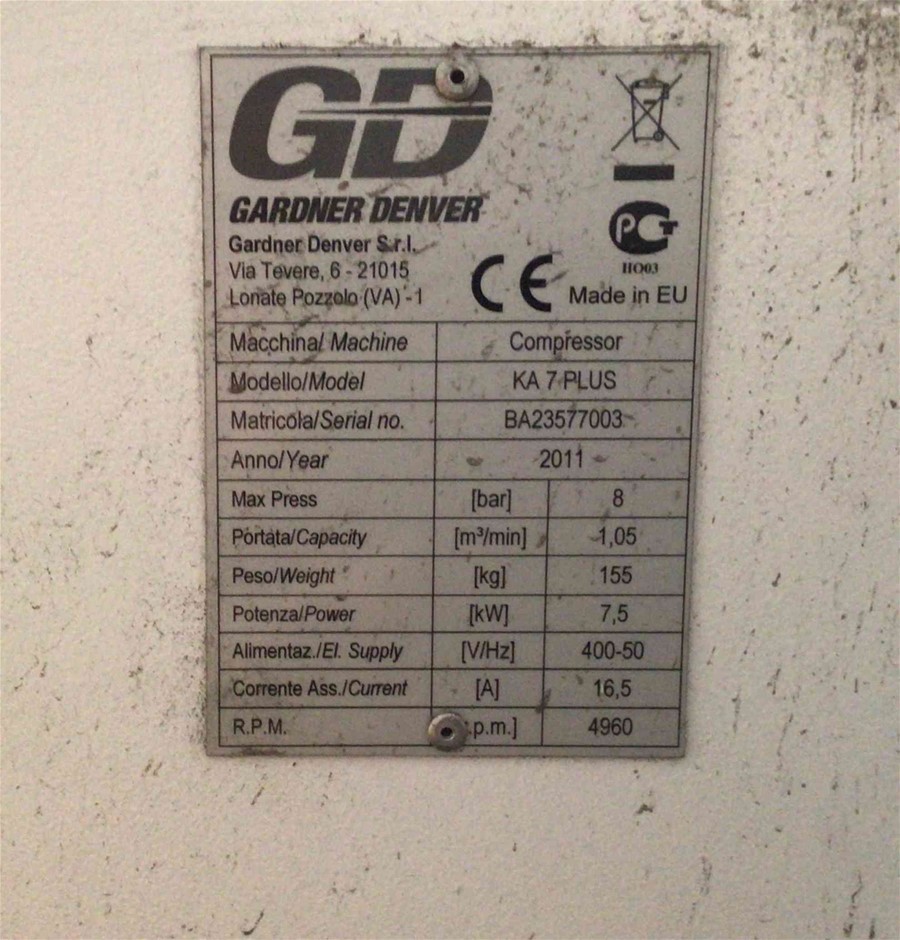 GD
GARDNER DENVER
Gardner Denver S.r.l.
Via Tevere, 6 - 21015
Lonate Pozzolo (VA) - I
CE
PCT
ПО03
Made in EU
Macchina/ Machine Compressor
Modello/Model KA 7 PLUS
Matricola/Serial no. BA23577003
Anno/Year 2011
Max Press [bar] 8
Portata/Capacity [m³/min] 1,05
Peso/Weight [kg] 155
Potenza/Power [kW] 7,5
Alimentaz./El. Supply [V/Hz] 400-50
Corrente Ass./Current [A] 16,5
R.P.M. .p.m.] 4960